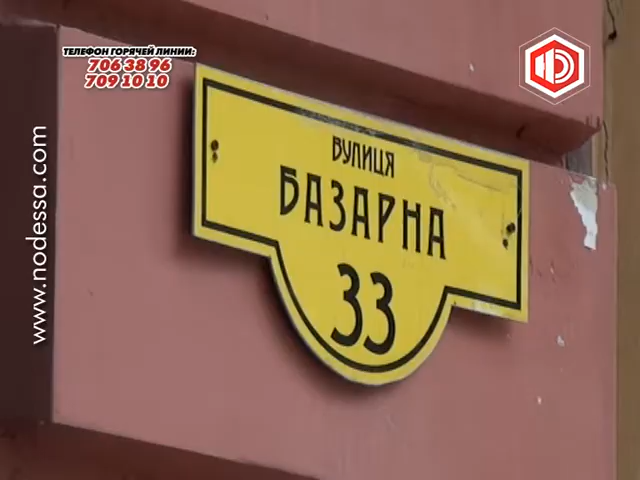 ТЕЛЕФОН ГОРЯЧЕЙ ЛИНИИ:
706 38 96
709 10 10
www.nodessa.com
ВУЛИЦЯ
БАЗАРНА
33